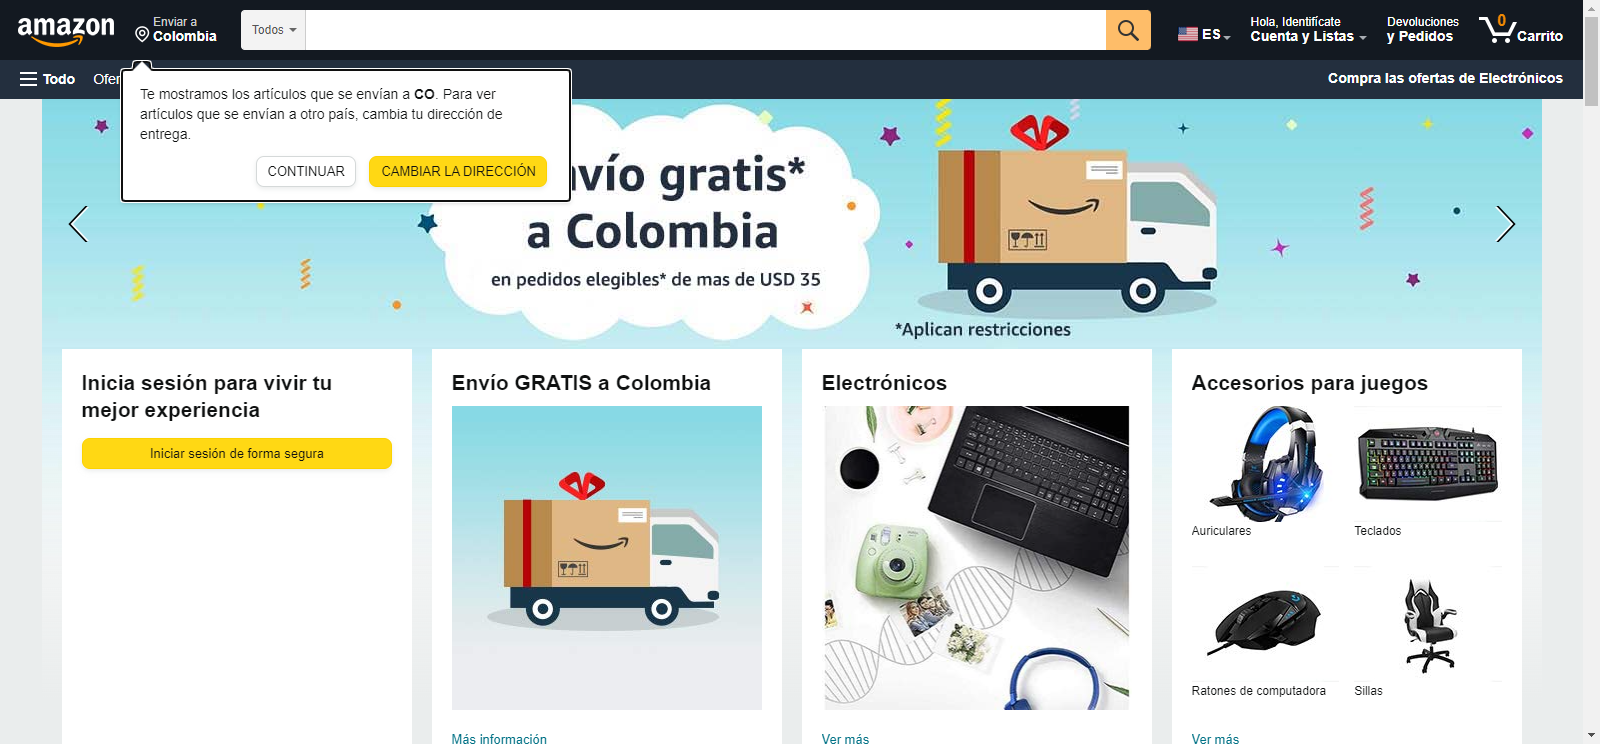 amazon
Enviar a
Colombia
Todos
ES
Hola, Identifícate
Cuenta y Listas
Devoluciones
y Pedidos
0
Carrito
Todo
Ofer
Compra las ofertas de Electrónicos
Te mostramos los artículos que se envían a CO. Para ver
artículos que se envían a otro país, cambia tu dirección de
entrega.
CONTINUAR
CAMBIAR LA DIRECCIÓN
nvío gratis*
a Colombia
en pedidos elegibles* de mas de USD 35
*Aplican restricciones
Inicia sesión para vivir tu
mejor experiencia
Iniciar sesión de forma segura
Envío GRATIS a Colombia
Más información
Electrónicos
Ver más
Accesorios para juegos
Auriculares
Teclados
Ratones de computadora
Sillas
Ver más